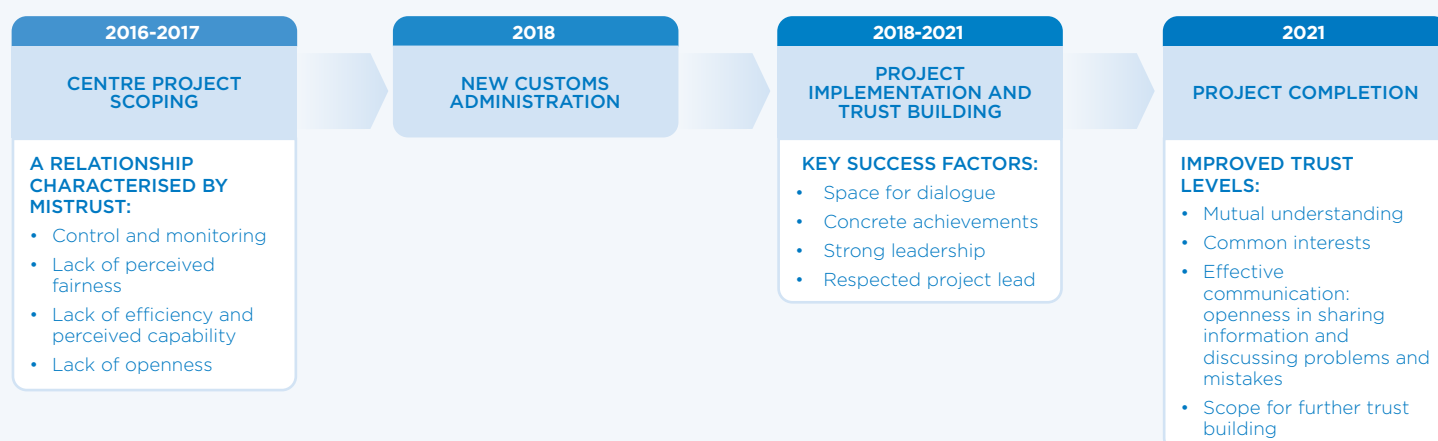 2016-2017
CENTRE PROJECT
SCOPING
A RELATIONSHIP
CHARACTERISED BY
MISTRUST:
• Control and monitoring
• Lack of perceived
fairness
• Lack of efficiency and
perceived capability
• Lack of openness
2018
NEW CUSTOMS
ADMINISTRATION
2018-2021
PROJECT
IMPLEMENTATION AND
TRUST BUILDING
KEY SUCCESS FACTORS:
• Space for dialogue
• Concrete achievements
• Strong leadership
• Respected project lead
2021
PROJECT COMPLETION
IMPROVED TRUST
LEVELS:
• Mutual understanding
• Common interests
• Effective
communication:
openness in sharing
information and
discussing problems and
mistakes
• Scope for further trust
building